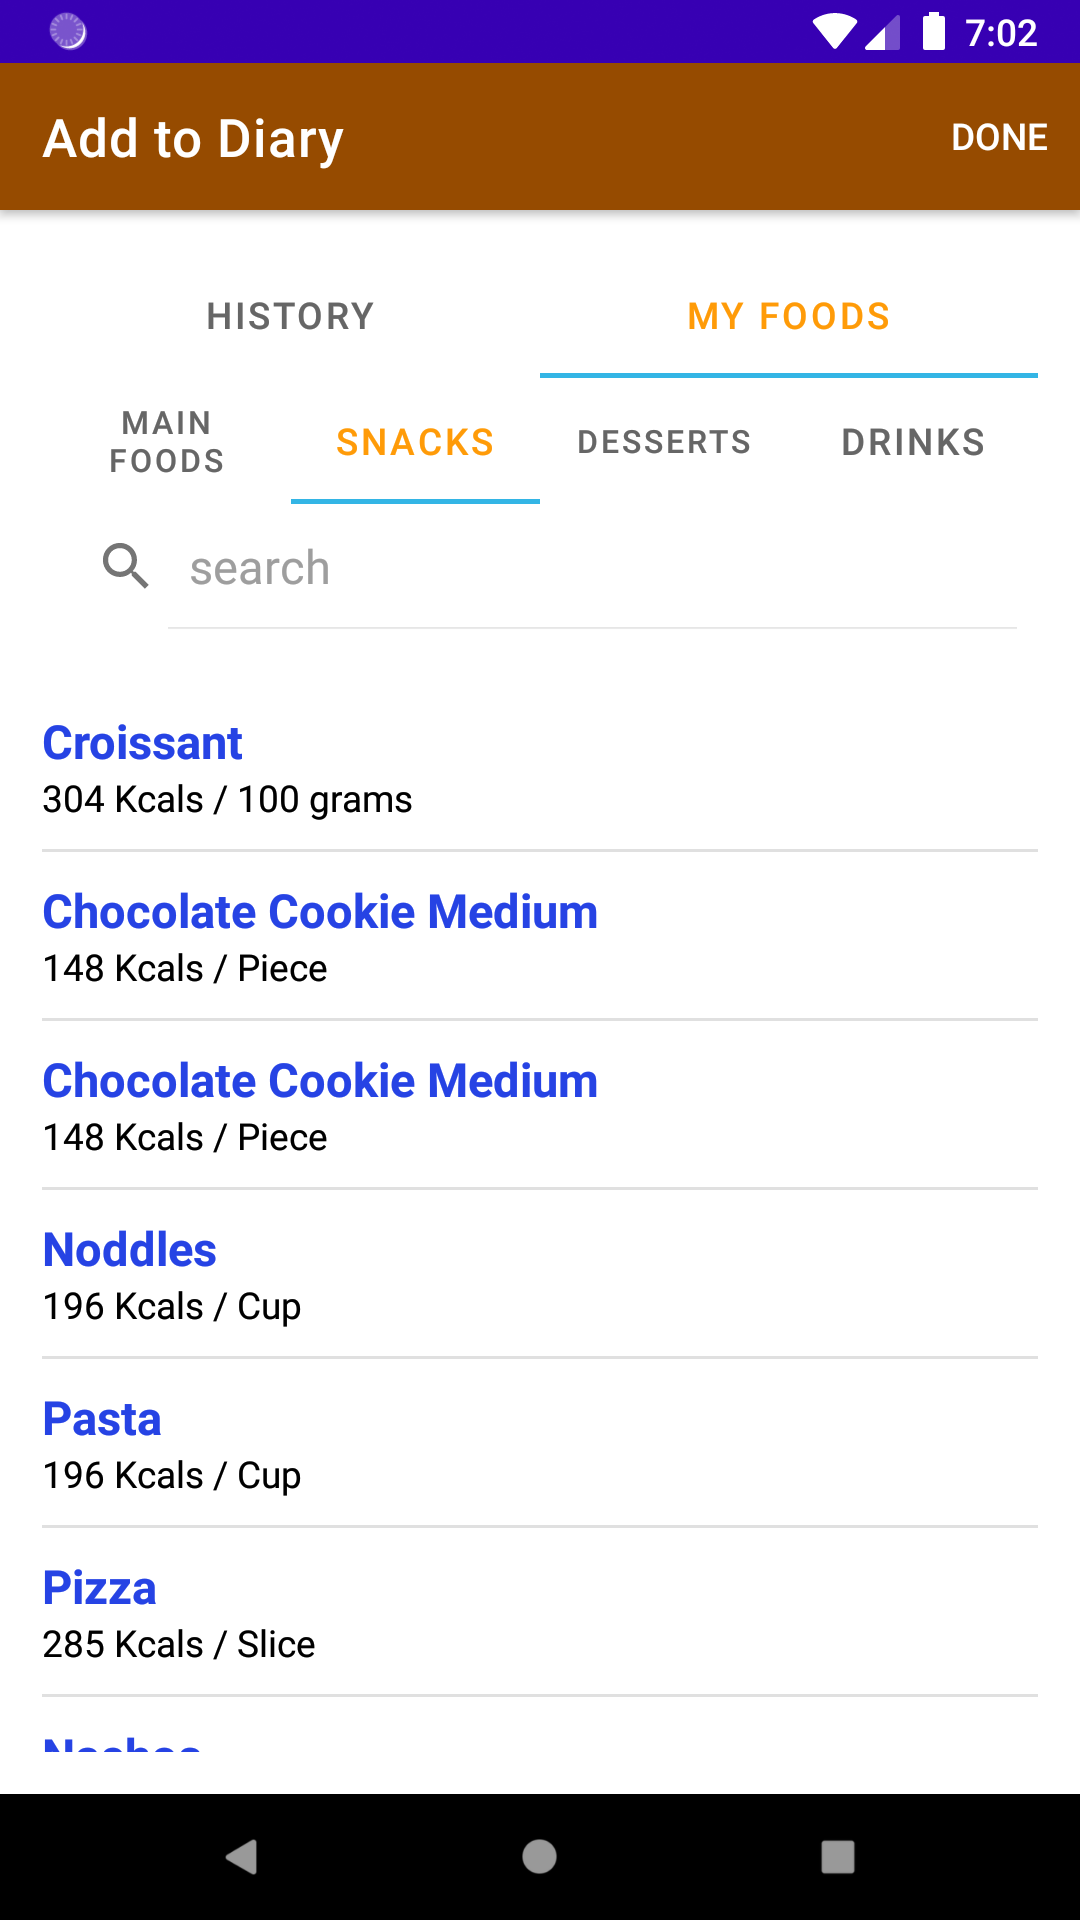 7:02
Add to Diary
DONE
HISTORY
MY FOODS
MAIN
FOODS
SNACKS
DESSERTS
DRINKS
search
Croissant
304 Kcals / 100 grams
Chocolate Cookie Medium
148 Kcals / Piece
Chocolate Cookie Medium
148 Kcals / Piece
Noddles
196 Kcals / Cup
Pasta
196 Kcals / Cup
Pizza
285 Kcals / Slice